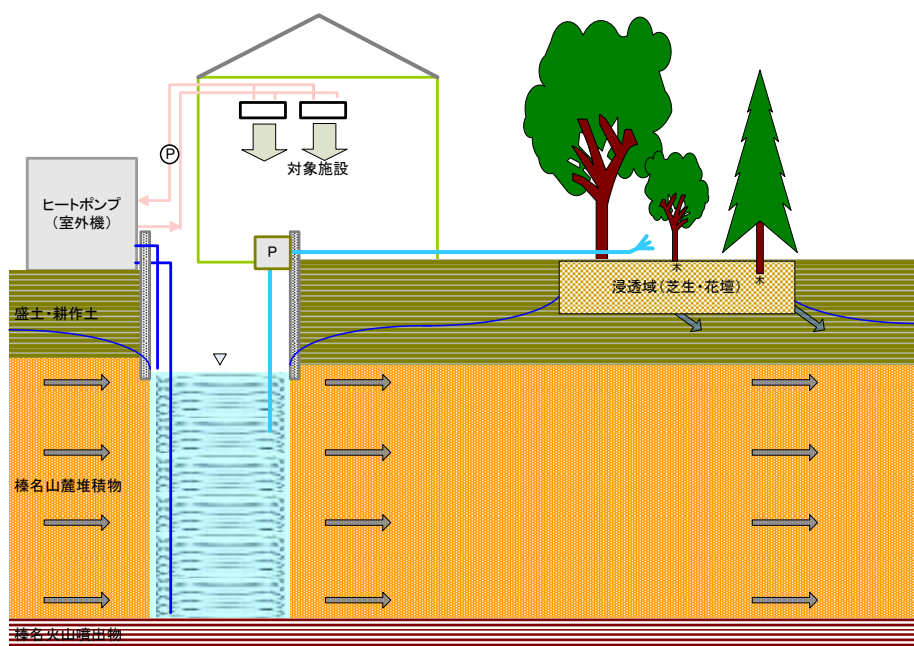 対象施設
P
ヒートポンプ
（室外機）
P
木
浸透域（芝生・花壇）
木
盛土・耕作土
榛名山麓堆積物
榛名火山噴出物